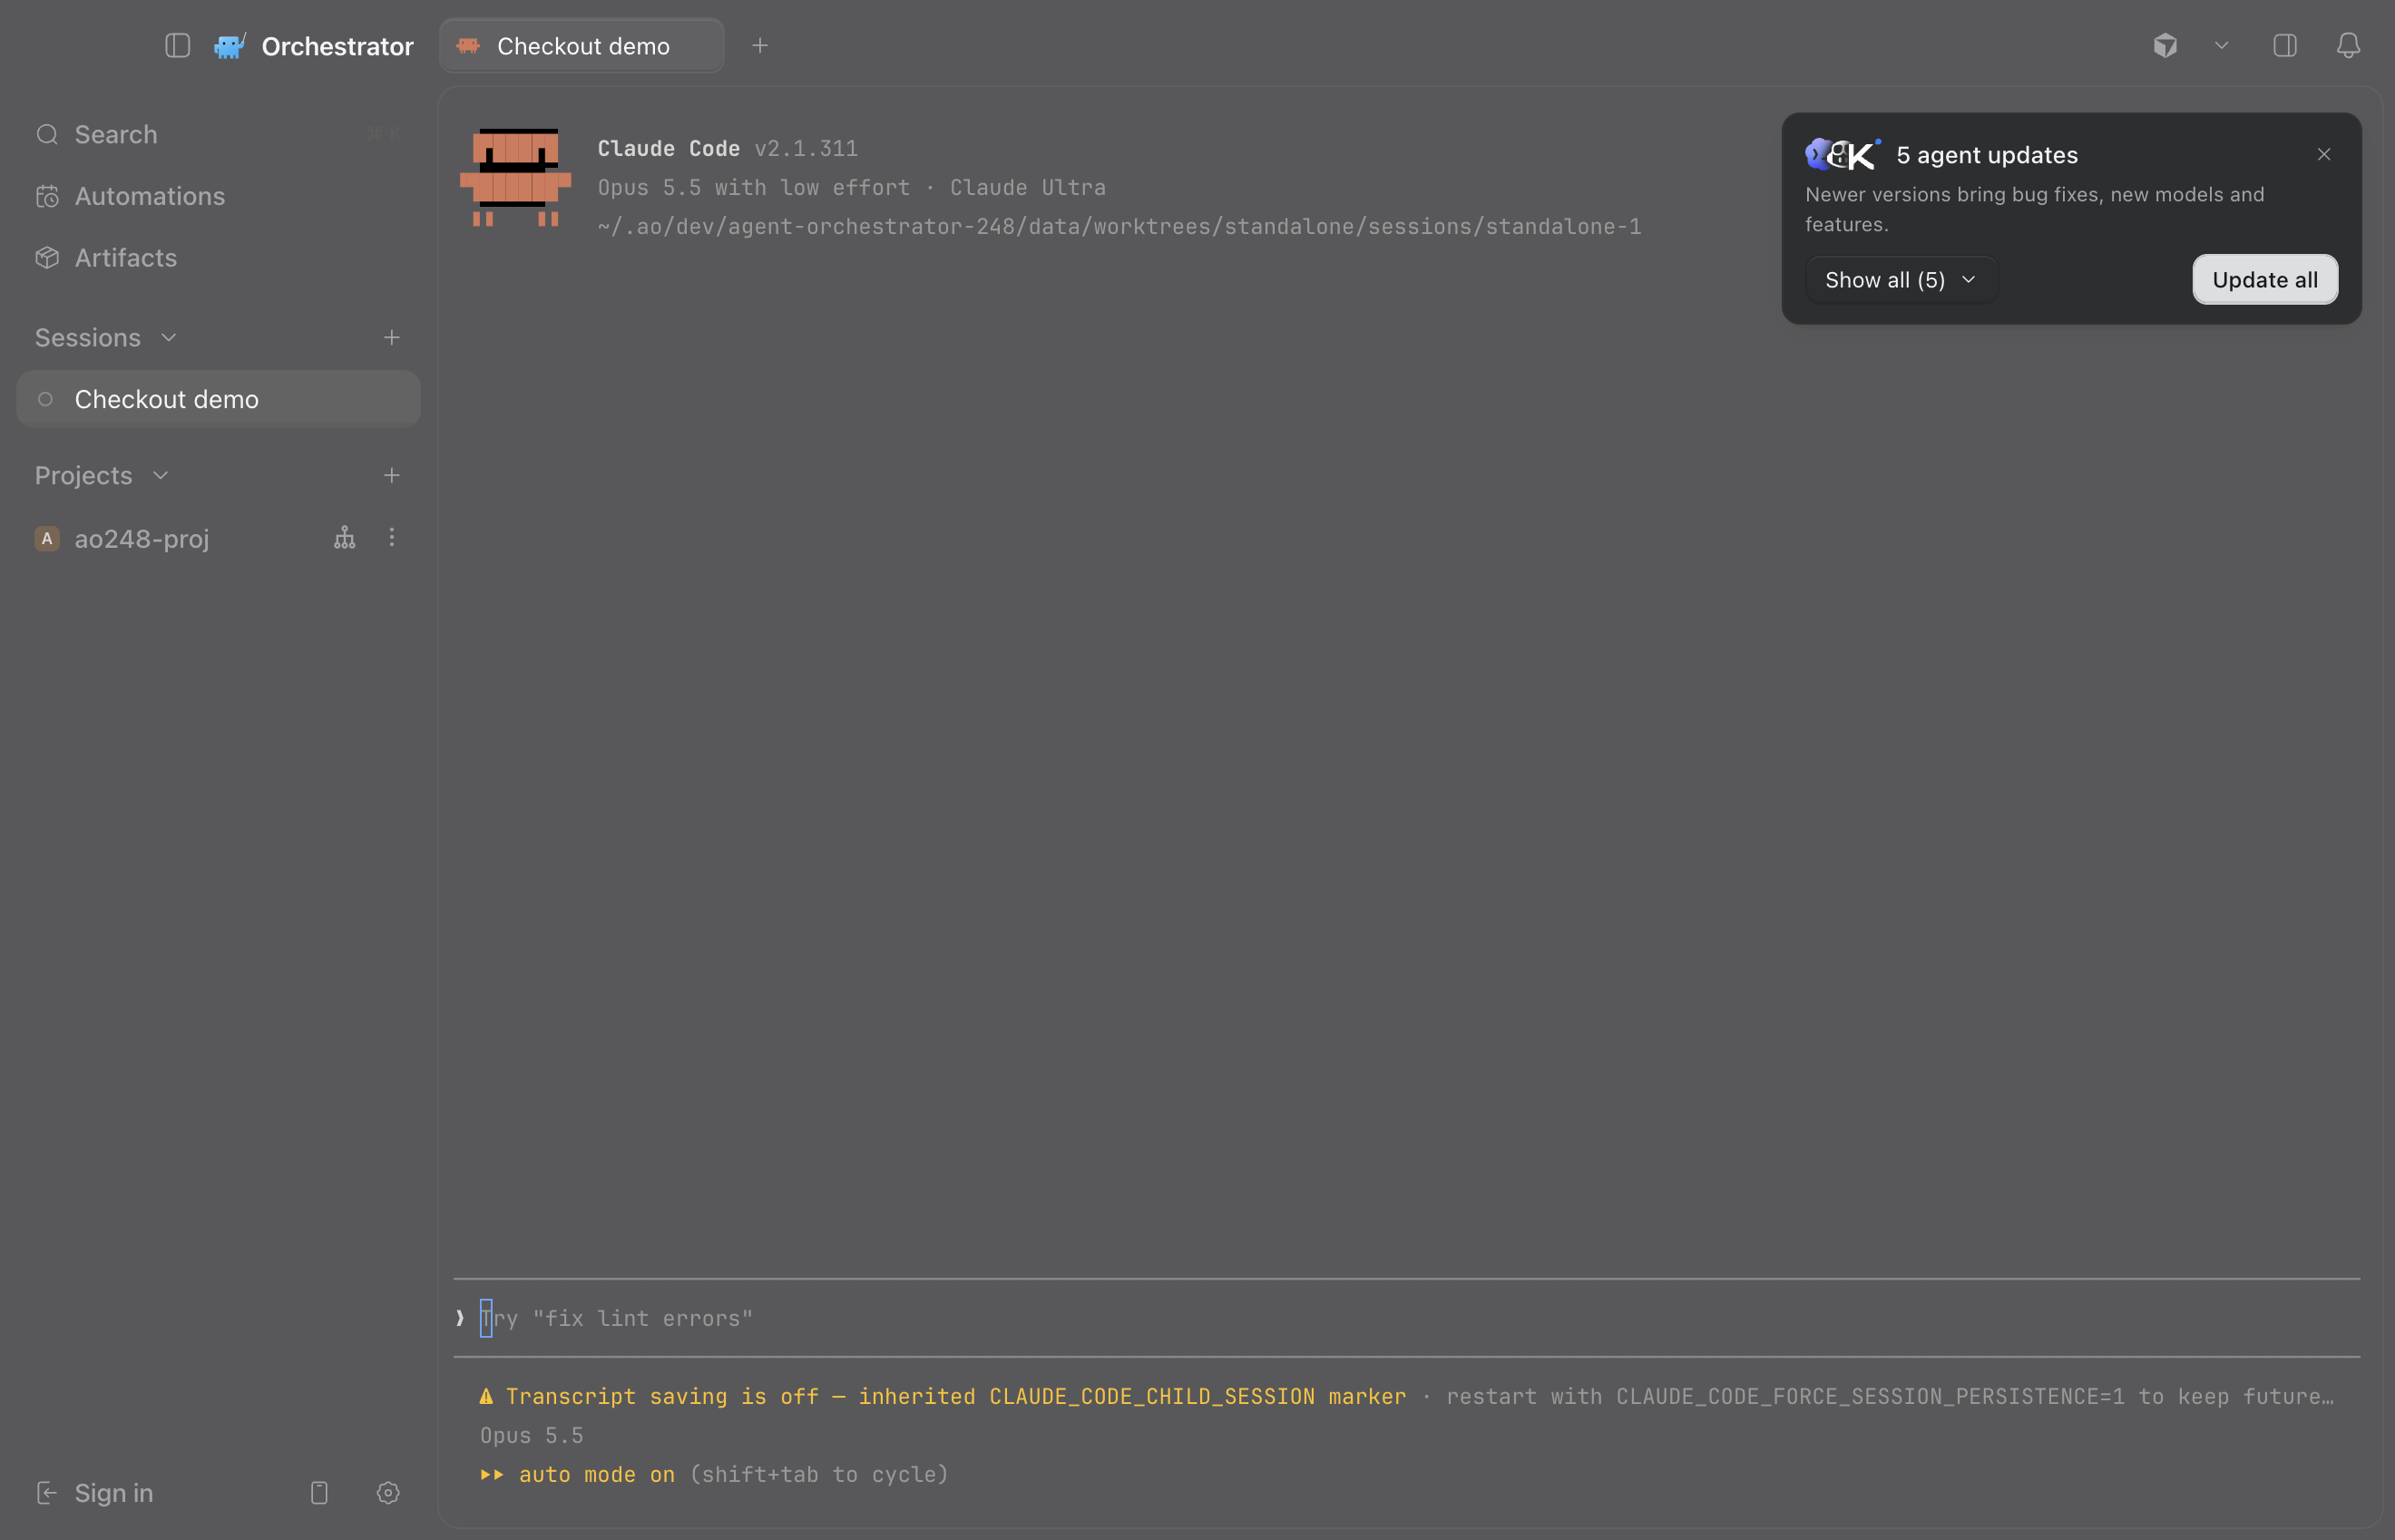 Orchestrator
Checkout demo
Search
⌘ K
Automations
Artifacts
Sessions
Checkout demo
Projects
A ao248-proj
Sign in
Claude Code v2.1.311
Opus 5.5 with low effort · Claude Ultra
~/.ao/dev/agent-orchestrator-248/data/worktrees/standalone/sessions/standalone-1
K
5 agent updates
Newer versions bring bug fixes, new models and
features.
Show all (5)
Update all
❯ Try "fix lint errors"
⚠ Transcript saving is off — inherited CLAUDE_CODE_CHILD_SESSION marker · restart with CLAUDE_CODE_FORCE_SESSION_PERSISTENCE=1 to keep future…
Opus 5.5
⏵⏵ auto mode on (shift+tab to cycle)